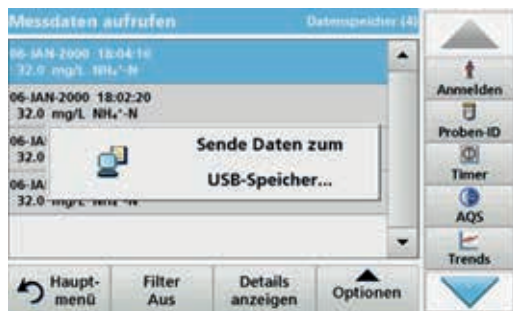 Messdaten aufrufen Datenspeicher (4)
06-JAN-2000 18:04:16
32.0 mg/L NH₄⁺-N
06-JAN-2000 18:02:20
32.0 mg/L NH₄⁺-N
06-JA
32.0
06-JA
32.0 mg/L NH₄⁺-N
Sende Daten zum
USB-Speicher...
Anmelden
Proben-ID
Timer
AQS
Trends
Haupt-
menü
Filter
Aus
Details
anzeigen
Optionen